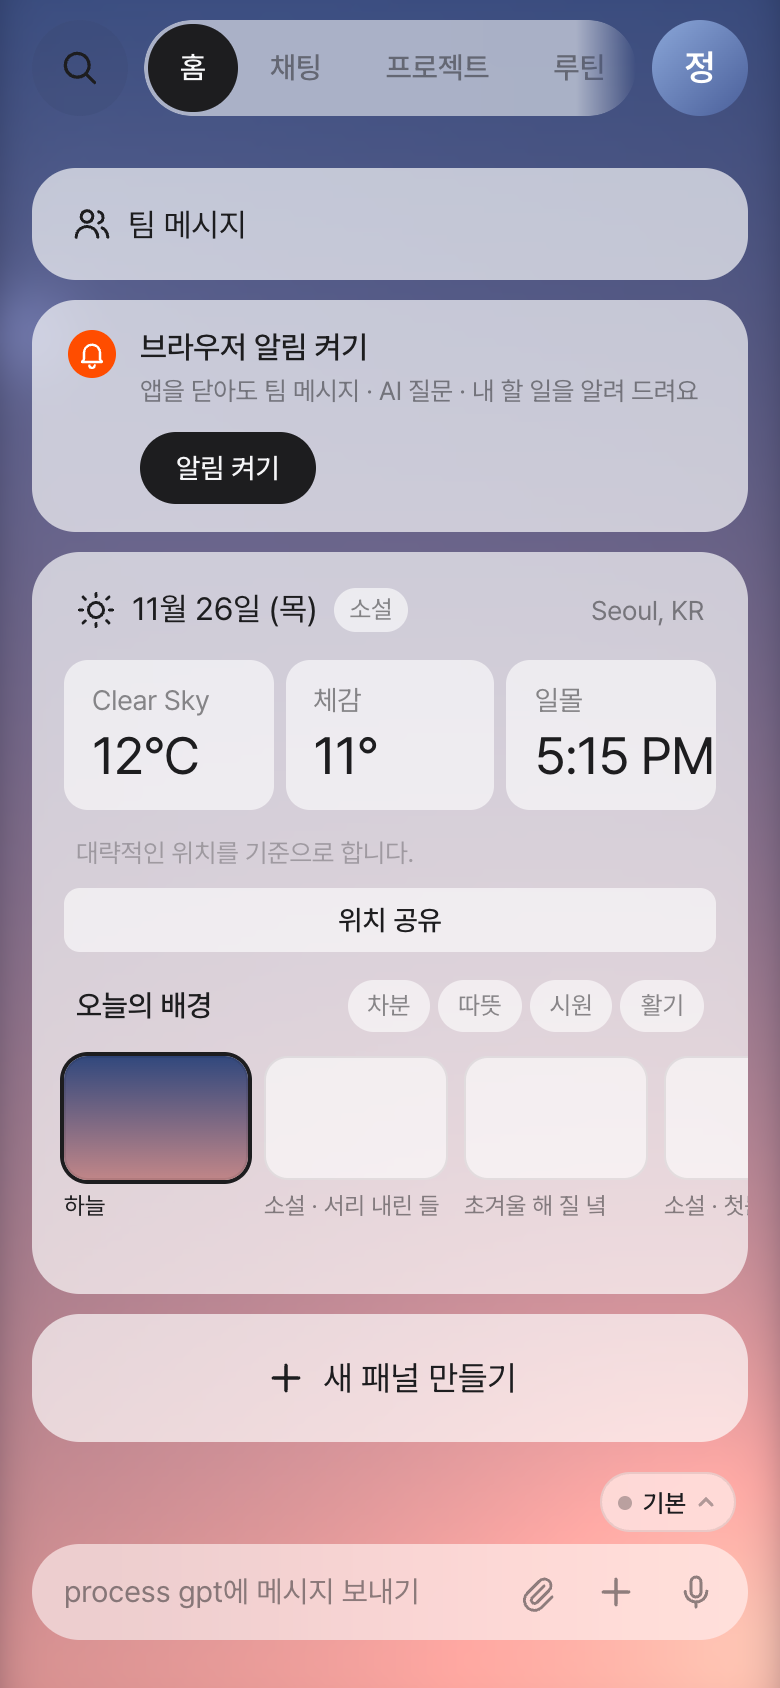 홈
채팅
프로젝트
루틴
정
팀 메시지
브라우저 알림 켜기
앱을 닫아도 팀 메시지 · AI 질문 · 내 할 일을 알려 드려요
알림 켜기
11월 26일 (목)
소설
Seoul, KR
Clear Sky
12°C
체감
11°
일몰
5:15 PM
대략적인 위치를 기준으로 합니다.
위치 공유
오늘의 배경
차분
따뜻
시원
활기
하늘
소설 · 서리 내린 들
초겨울 해 질 녘
소설 ·
새 패널 만들기
기본
process gpt에 메시지 보내기